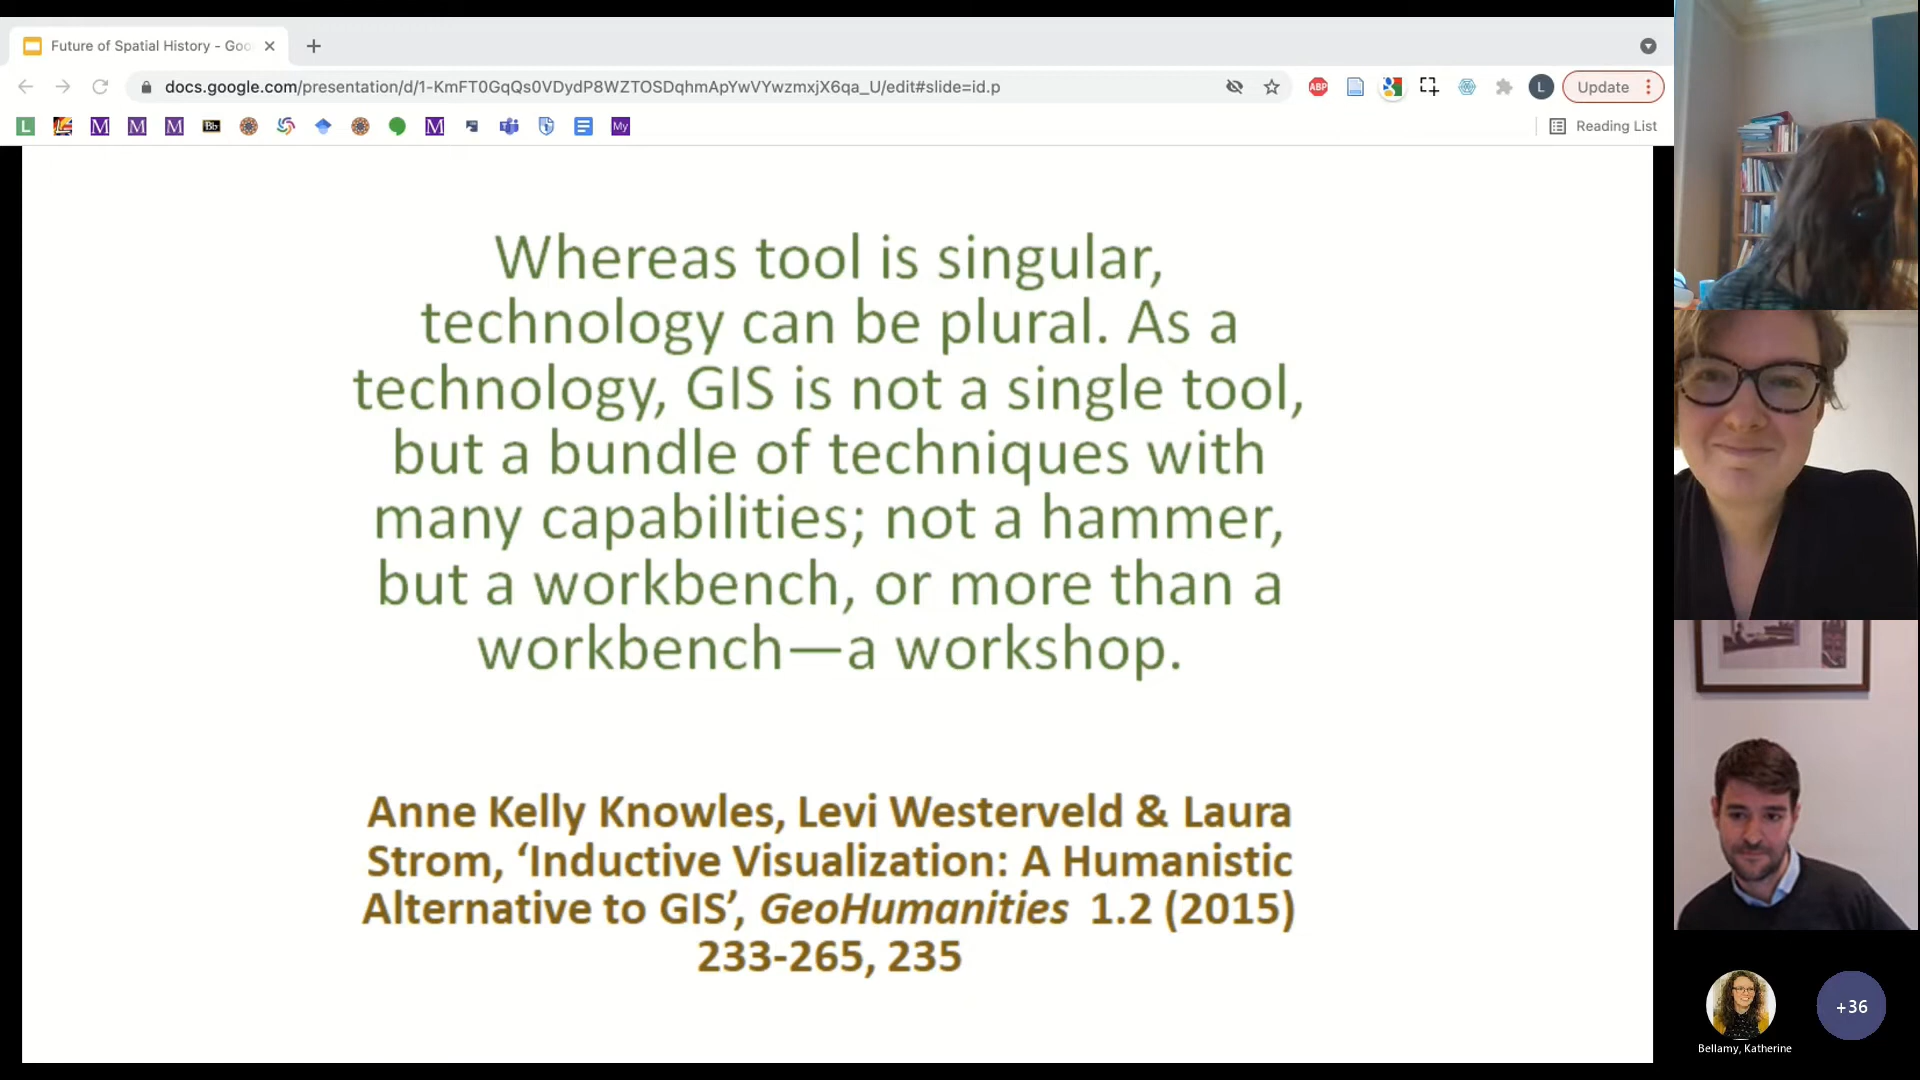 Future of Spatial History - Goo
docs.google.com/presentation/d/1-KmFT0GqQs0VDydP8WZTOSDqhmApYwVYwzmxjX6qa_U/edit#slide=id.p
ABP
L
Update
L
M
M
M
Bb
M
My
Reading List
Whereas tool is singular,
technology can be plural. As a
technology, GIS is not a single tool,
but a bundle of techniques with
many capabilities; not a hammer,
but a workbench, or more than a
workbench—a workshop.
Anne Kelly Knowles, Levi Westerveld & Laura
Strom, ‘Inductive Visualization: A Humanistic
Alternative to GIS’, GeoHumanities 1.2 (2015)
233-265, 235
+36
Bellamy, Katherine